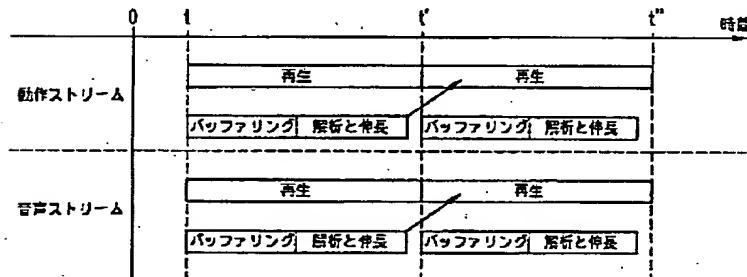 0 t t' t" 時間
再生 再生
動作ストリーム
バッファリング 解析と伸長 バッファリング 解析と伸長
再生 再生
音声ストリーム
バッファリング 解析と伸長 バッファリング 解析と伸長